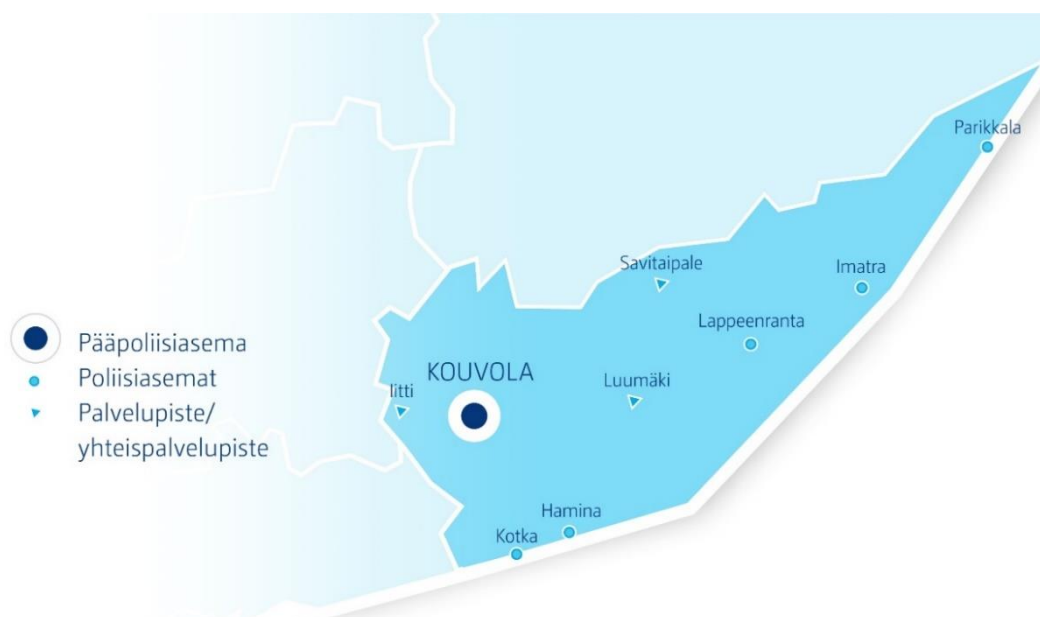 Parikkala
Savitaipale
Imatra
Lappeenranta
Pääpoliisiasema
Poliisiasemat
Palvelupiste/
yhteispalvelupiste
KOUVOLA
Iitti
Luumäki
Hamina
Kotka